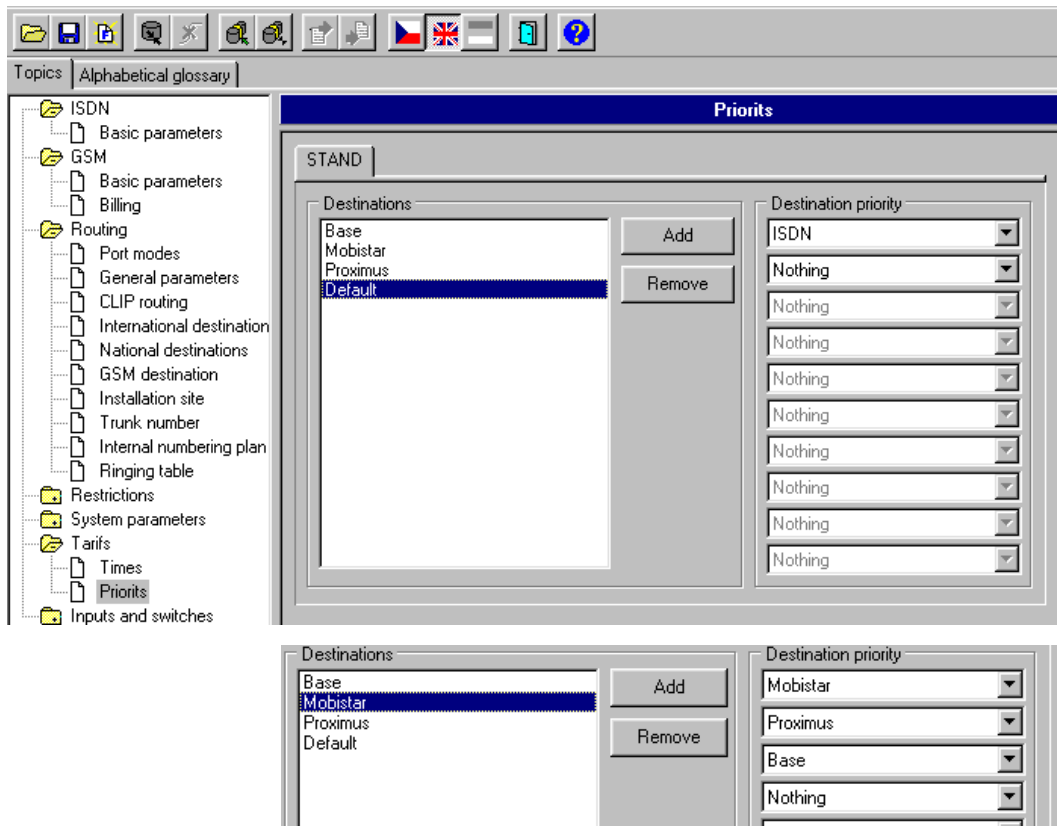 Topics
Alphabetical glossary
ISDN
Basic parameters
GSM
Basic parameters
Billing
Routing
Port modes
General parameters
CLIP routing
International destination
National destinations
GSM destination
Installation site
Trunk number
Internal numbering plan
Ringing table
Restrictions
System parameters
Tarifs
Times
Priorits
Inputs and switches
Priorits
STAND
Destinations
Base
Mobistar
Proximus
Default
Add
Remove
Destination priority
ISDN
Nothing
Nothing
Nothing
Nothing
Nothing
Nothing
Nothing
Nothing
Nothing
Destinations
Base
Mobistar
Proximus
Default
Add
Remove
Destination priority
Mobistar
Proximus
Base
Nothing